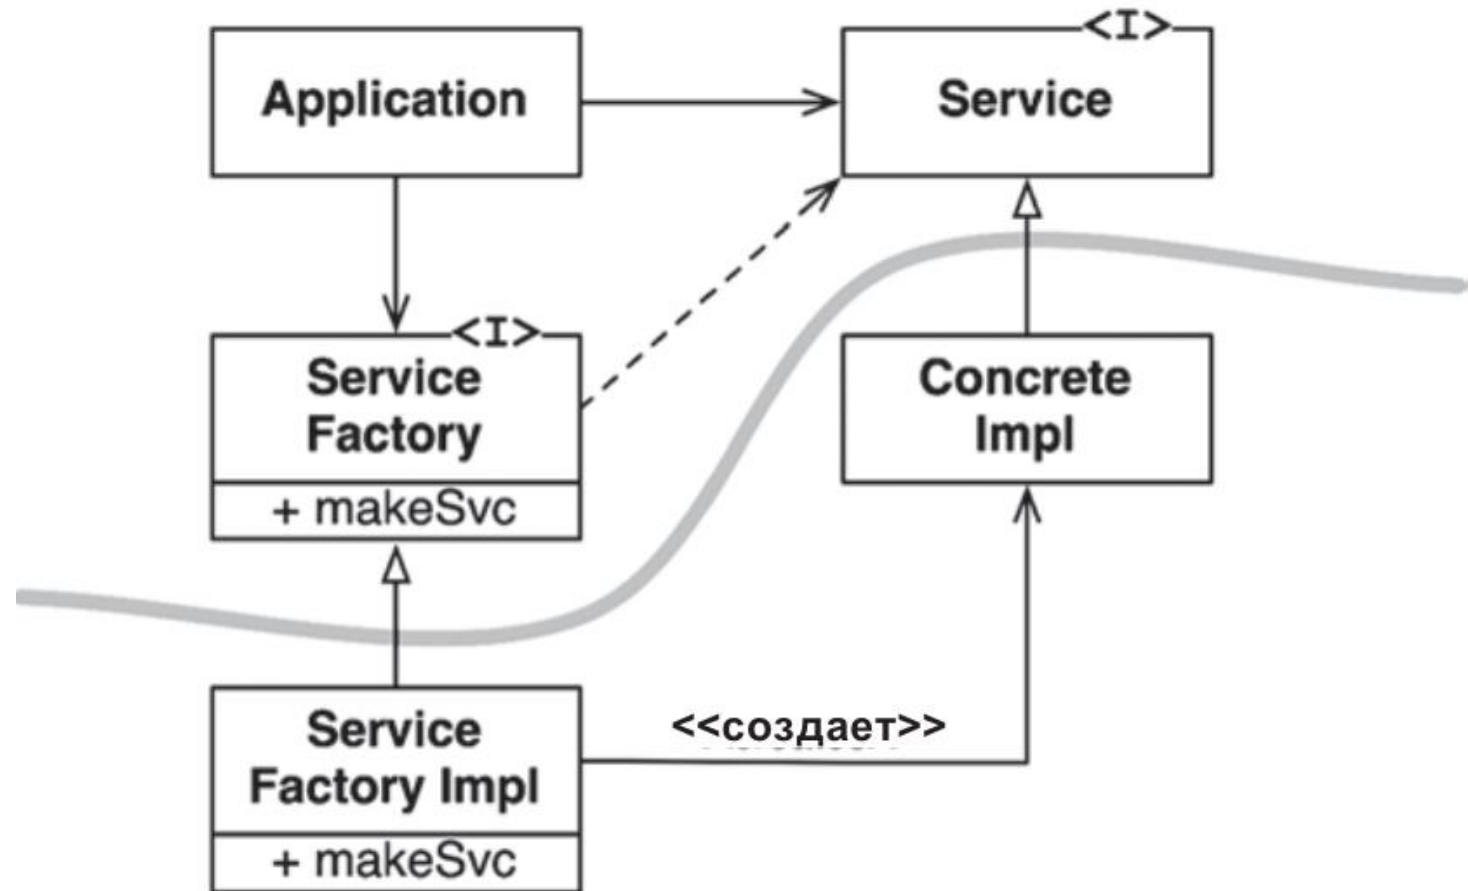 Application
<I>
Service
<I>
Service
Factory
+ makeSvc
Concrete
Impl
Service
Factory Impl
+ makeSvc
<<создает>>